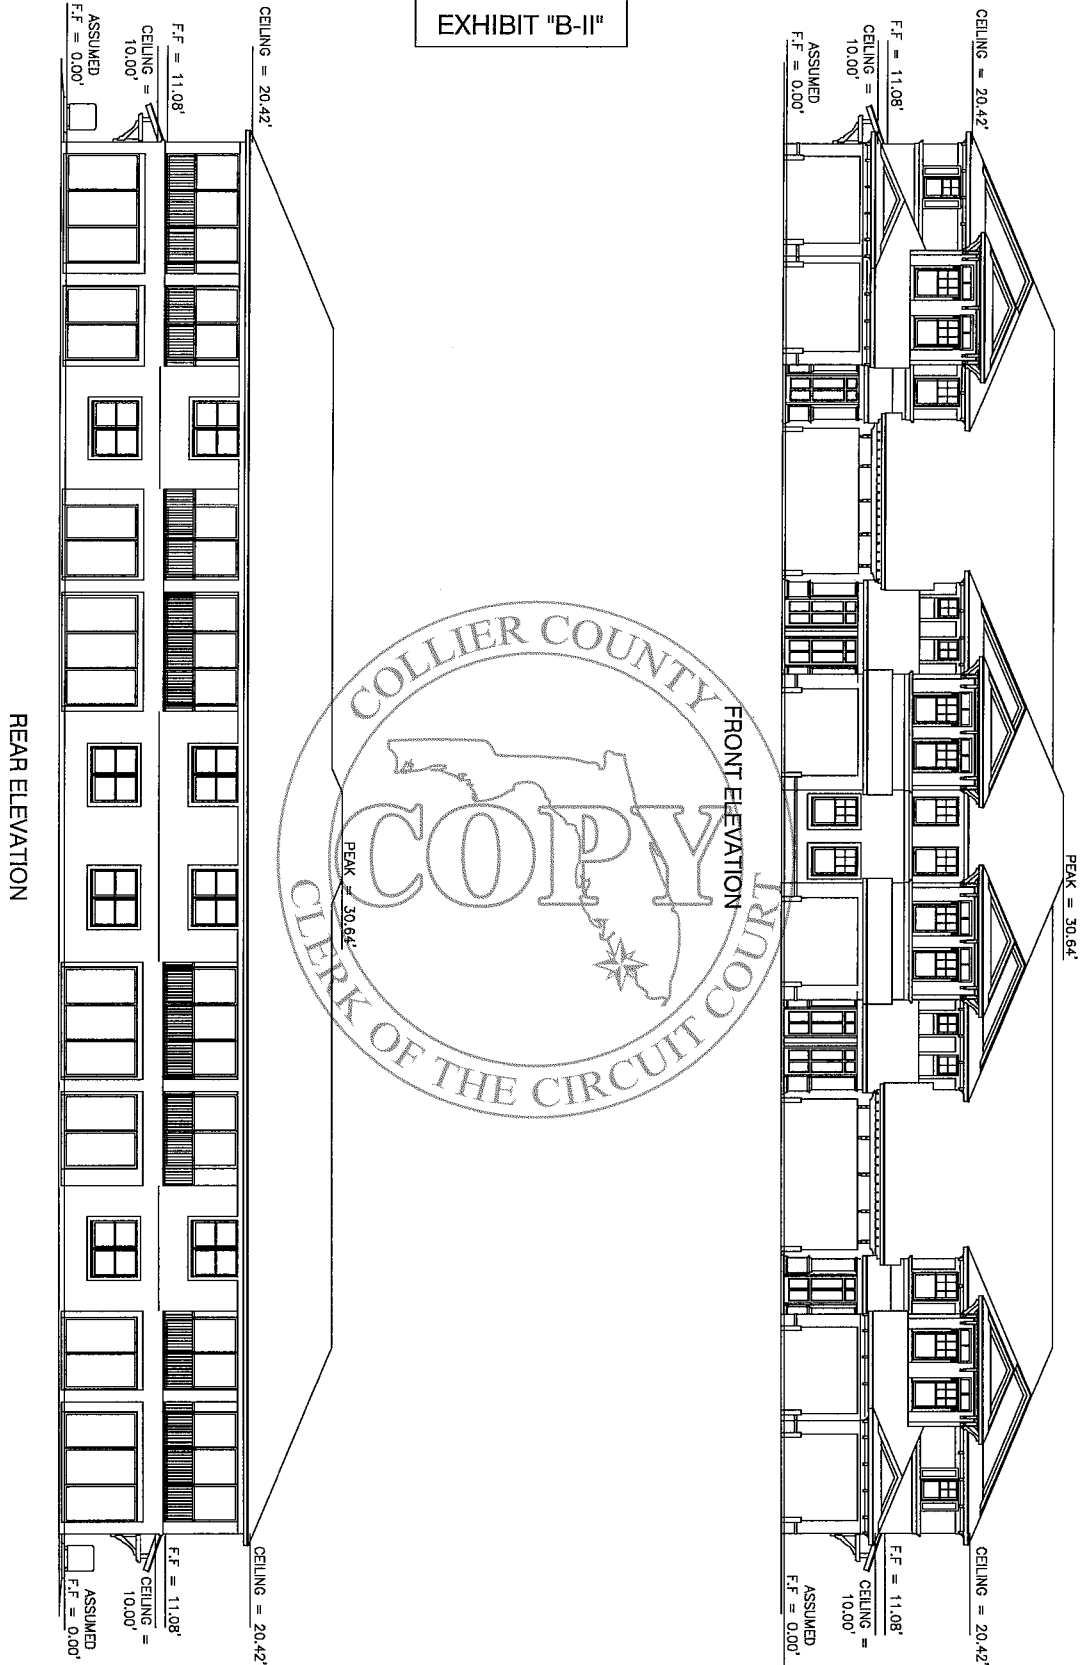 EXHIBIT "B-II"
PEAK = 30.64'
CEILING = 20.42'
F.F = 11.08'
CEILING =
10.00'
ASSUMED
F.F = 0.00'
CEILING = 20.42'
F.F = 11.08'
CEILING =
10.00'
ASSUMED
F.F = 0.00'
FRONT ELEVATION
PEAK = 30.64'
CEILING = 20.42'
F.F = 11.08'
CEILING =
10.00'
ASSUMED
F.F = 0.00'
CEILING = 20.42'
F.F = 11.08'
CEILING =
10.00'
ASSUMED
F.F = 0.00'
REAR ELEVATION
COLLIER COUNTY
COPY
CLERK OF THE CIRCUIT COURT